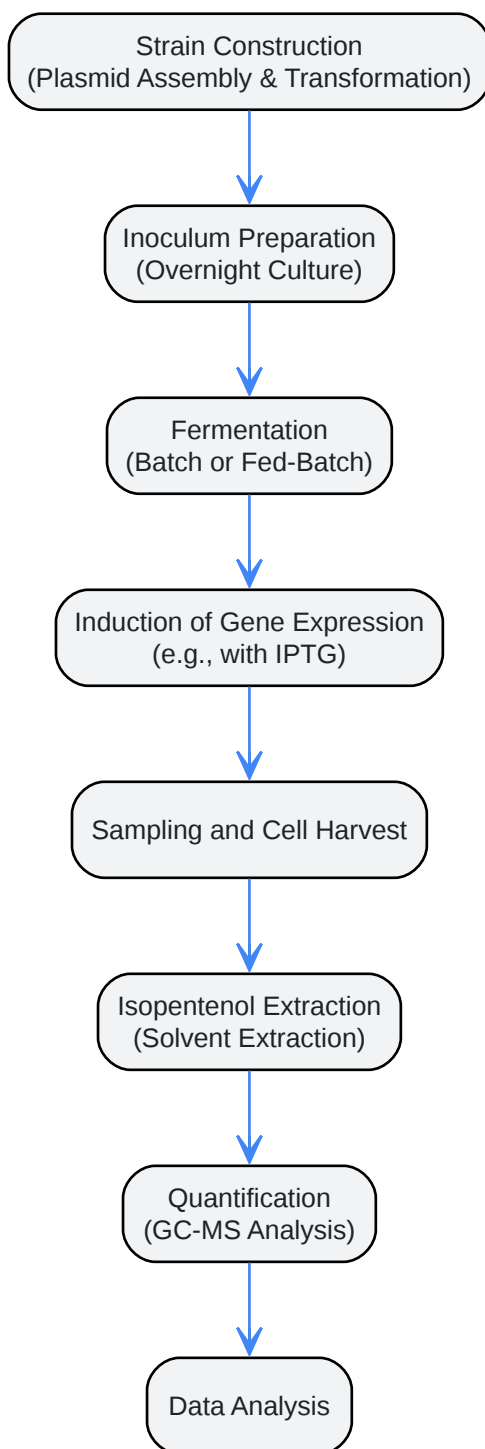 Strain Construction
(Plasmid Assembly & Transformation)
Inoculum Preparation
(Overnight Culture)
Fermentation
(Batch or Fed-Batch)
Induction of Gene Expression
(e.g., with IPTG)
Sampling and Cell Harvest
Isopentenol Extraction
(Solvent Extraction)
Quantification
(GC-MS Analysis)
Data Analysis